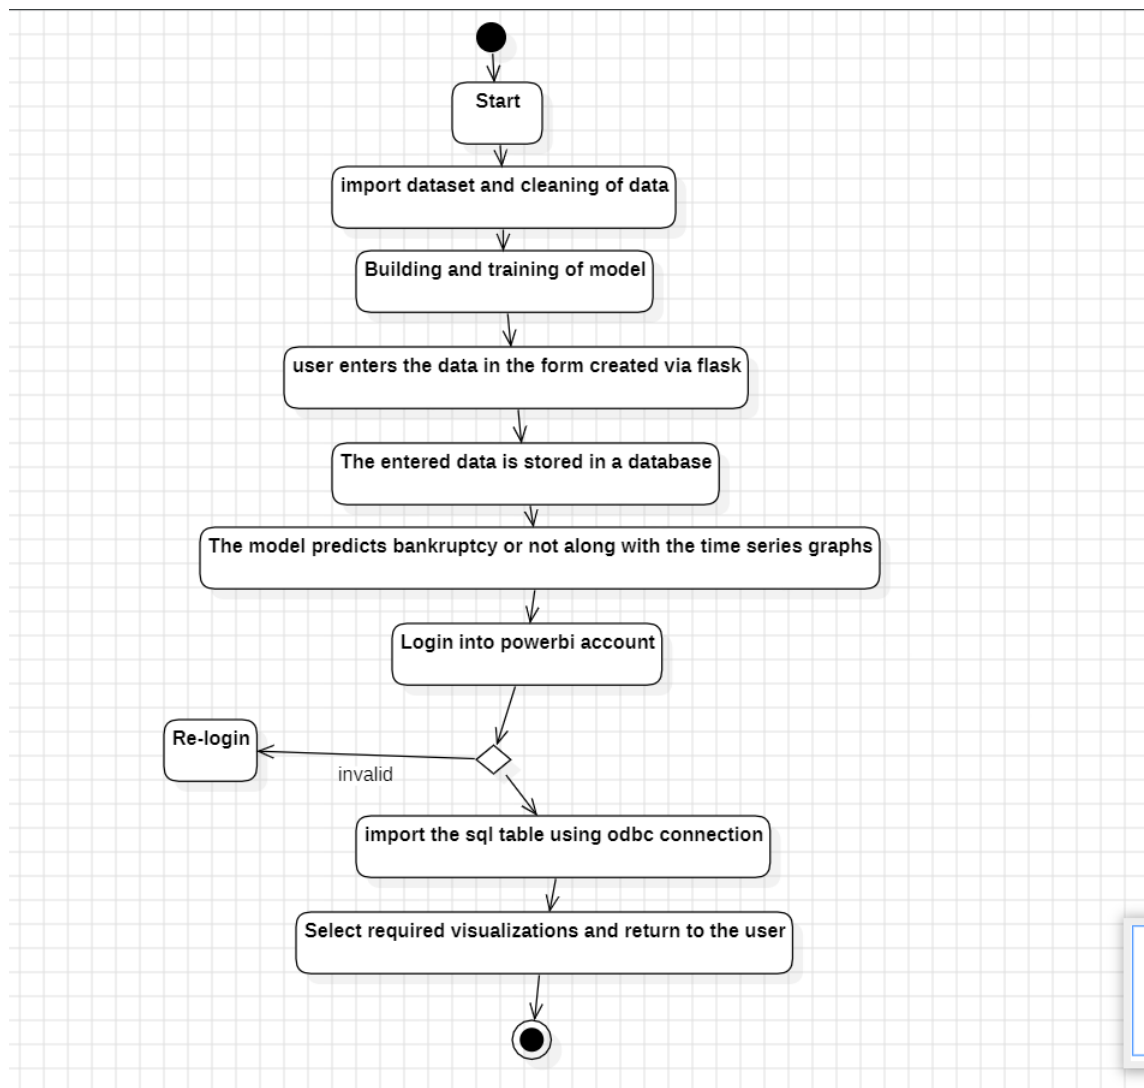 Start
import dataset and cleaning of data
Building and training of model
user enters the data in the form created via flask
The entered data is stored in a database
The model predicts bankruptcy or not along with the time series graphs
Login into powerbi account
Re-login
invalid
import the sql table using odbc connection
Select required visualizations and return to the user